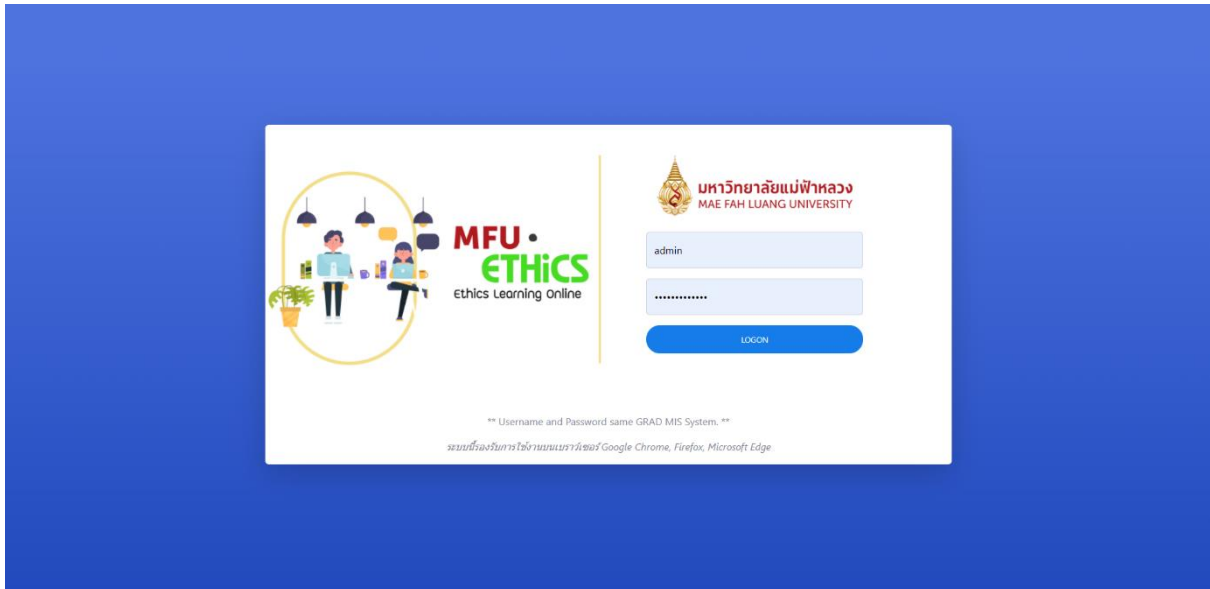 MFU •
ETHiCS
Ethics Learning Online
มหาวิทยาลัยแม่ฟ้าหลวง
MAE FAH LUANG UNIVERSITY
admin
•••••••••••••
LOGON
** Username and Password same GRAD MIS System. **
ระบบนี้รองรับการใช้งานบนเบราว์เซอร์ Google Chrome, Firefox, Microsoft Edge